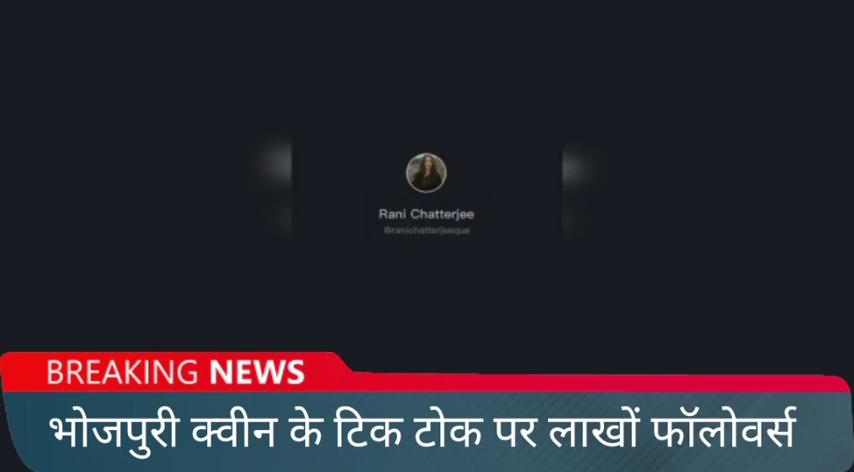 Rani Chatterjee
@ranichatterjeeque
BREAKING NEWS
भोजपुरी क्वीन के टिक टोक पर लाखों फॉलोवर्स